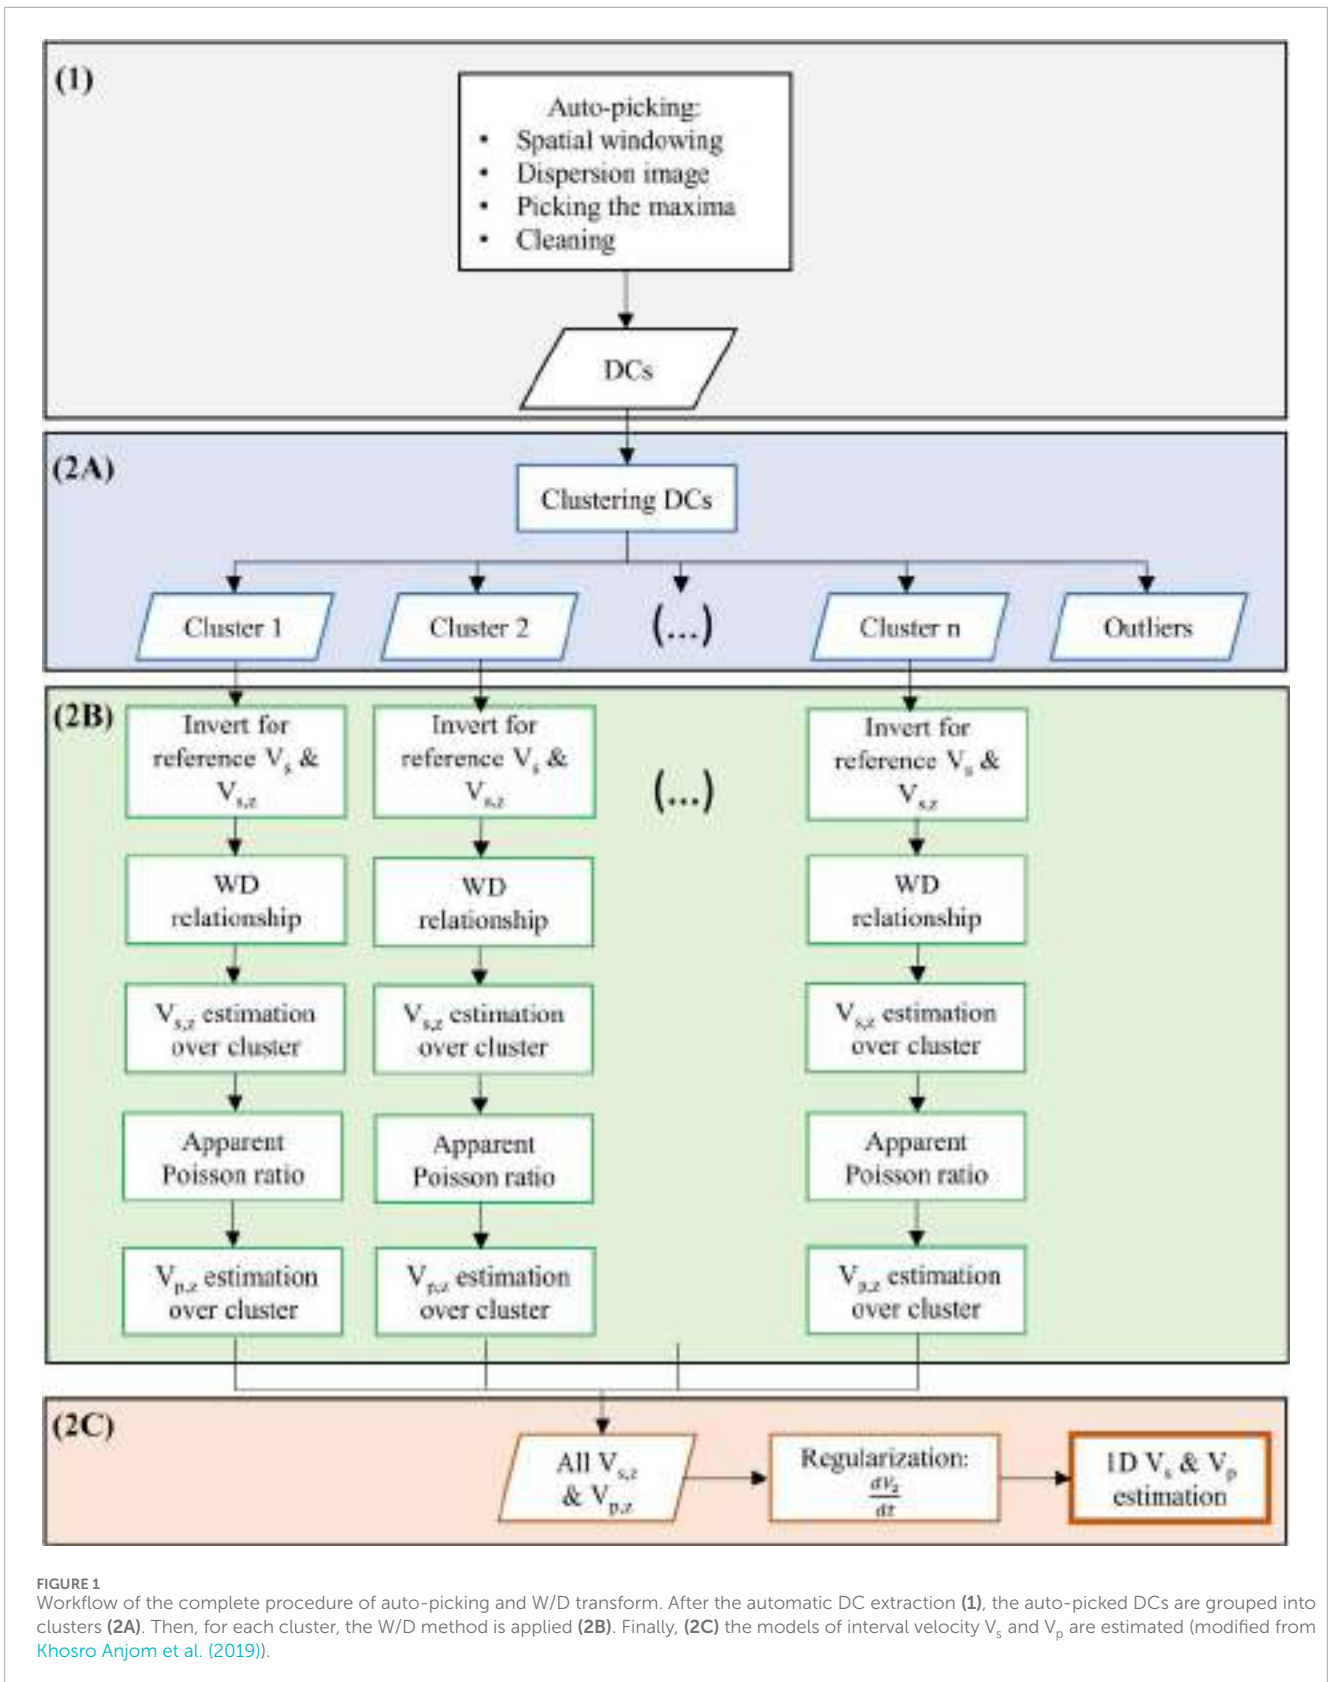 (1)
Auto-picking:
• Spatial windowing
• Dispersion image
• Picking the maxima
• Cleaning
DCs
(2A)
Clustering DCs
Cluster 1
Cluster 2
(...)
Cluster n
Outliers
(2B)
Invert for
reference Vs &
Vs,z
WD
relationship
Vs,z estimation
over cluster
Apparent
Poisson ratio
Vp,z estimation
over cluster
Invert for
reference Vs &
Vs,z
WD
relationship
Vs,z estimation
over cluster
Apparent
Poisson ratio
Vp,z estimation
over cluster
(...)
Invert for
reference Vs &
Vs,z
WD
relationship
Vs,z estimation
over cluster
Apparent
Poisson ratio
Vp,z estimation
over cluster
(2C)
All Vs,z
& Vp,z
Regularization:
dVz
dt
1D Vs & Vp
estimation
FIGURE 1
Workflow of the complete procedure of auto-picking and W/D transform. After the automatic DC extraction (1), the auto-picked DCs are grouped into
clusters (2A). Then, for each cluster, the W/D method is applied (2B). Finally, (2C) the models of interval velocity Vs and Vp are estimated (modified from
Khosro Anjom et al. (2019)).